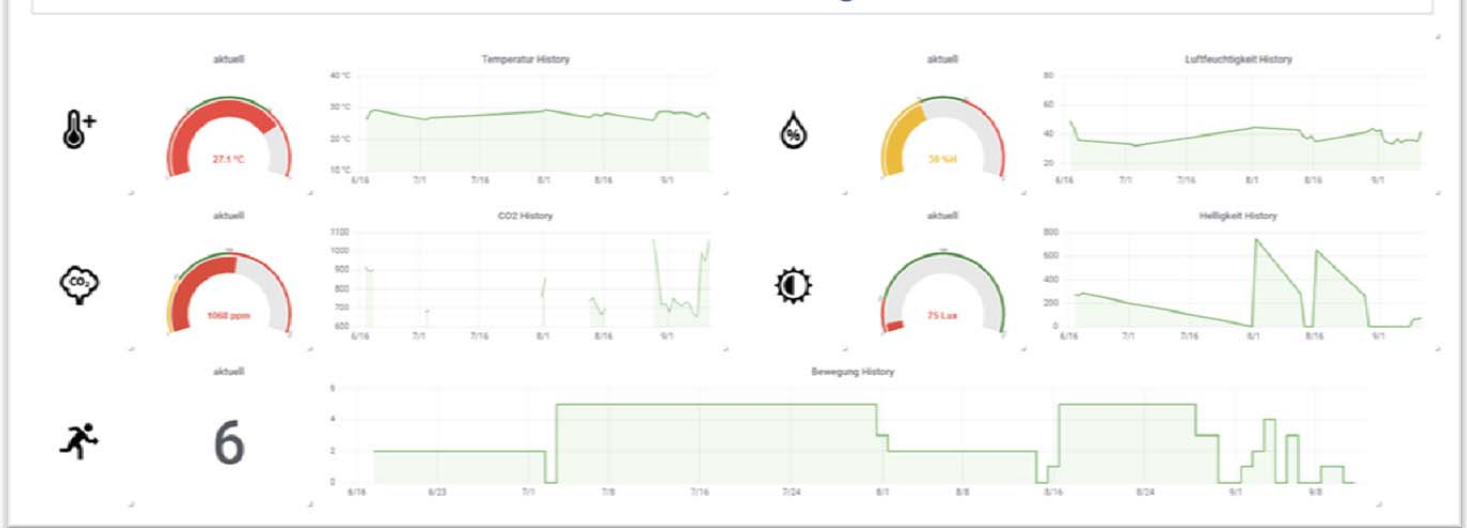 aktuell
Temperatur History
aktuell
Luftfeuchtigkeit History
40 °C
30 °C
20 °C
10 °C
27.1 °C
6/16 7/1 7/16 8/1 8/16 9/1
%
80
60
40
20
6/16 7/1 7/16 8/1 8/16 9/1
aktuell
CO2 History
aktuell
Helligkeit History
CO₂
1068 ppm
1100
1000
900
800
700
600
6/16 7/1 7/16 8/1 8/16 9/1
75 Lux
800
600
400
200
0
6/16 7/1 7/16 8/1 8/16 9/1
aktuell
Bewegung History
6
6
4
2
0
6/16 6/23 7/1 7/8 7/16 7/24 8/1 8/8 8/16 8/24 9/1 9/8